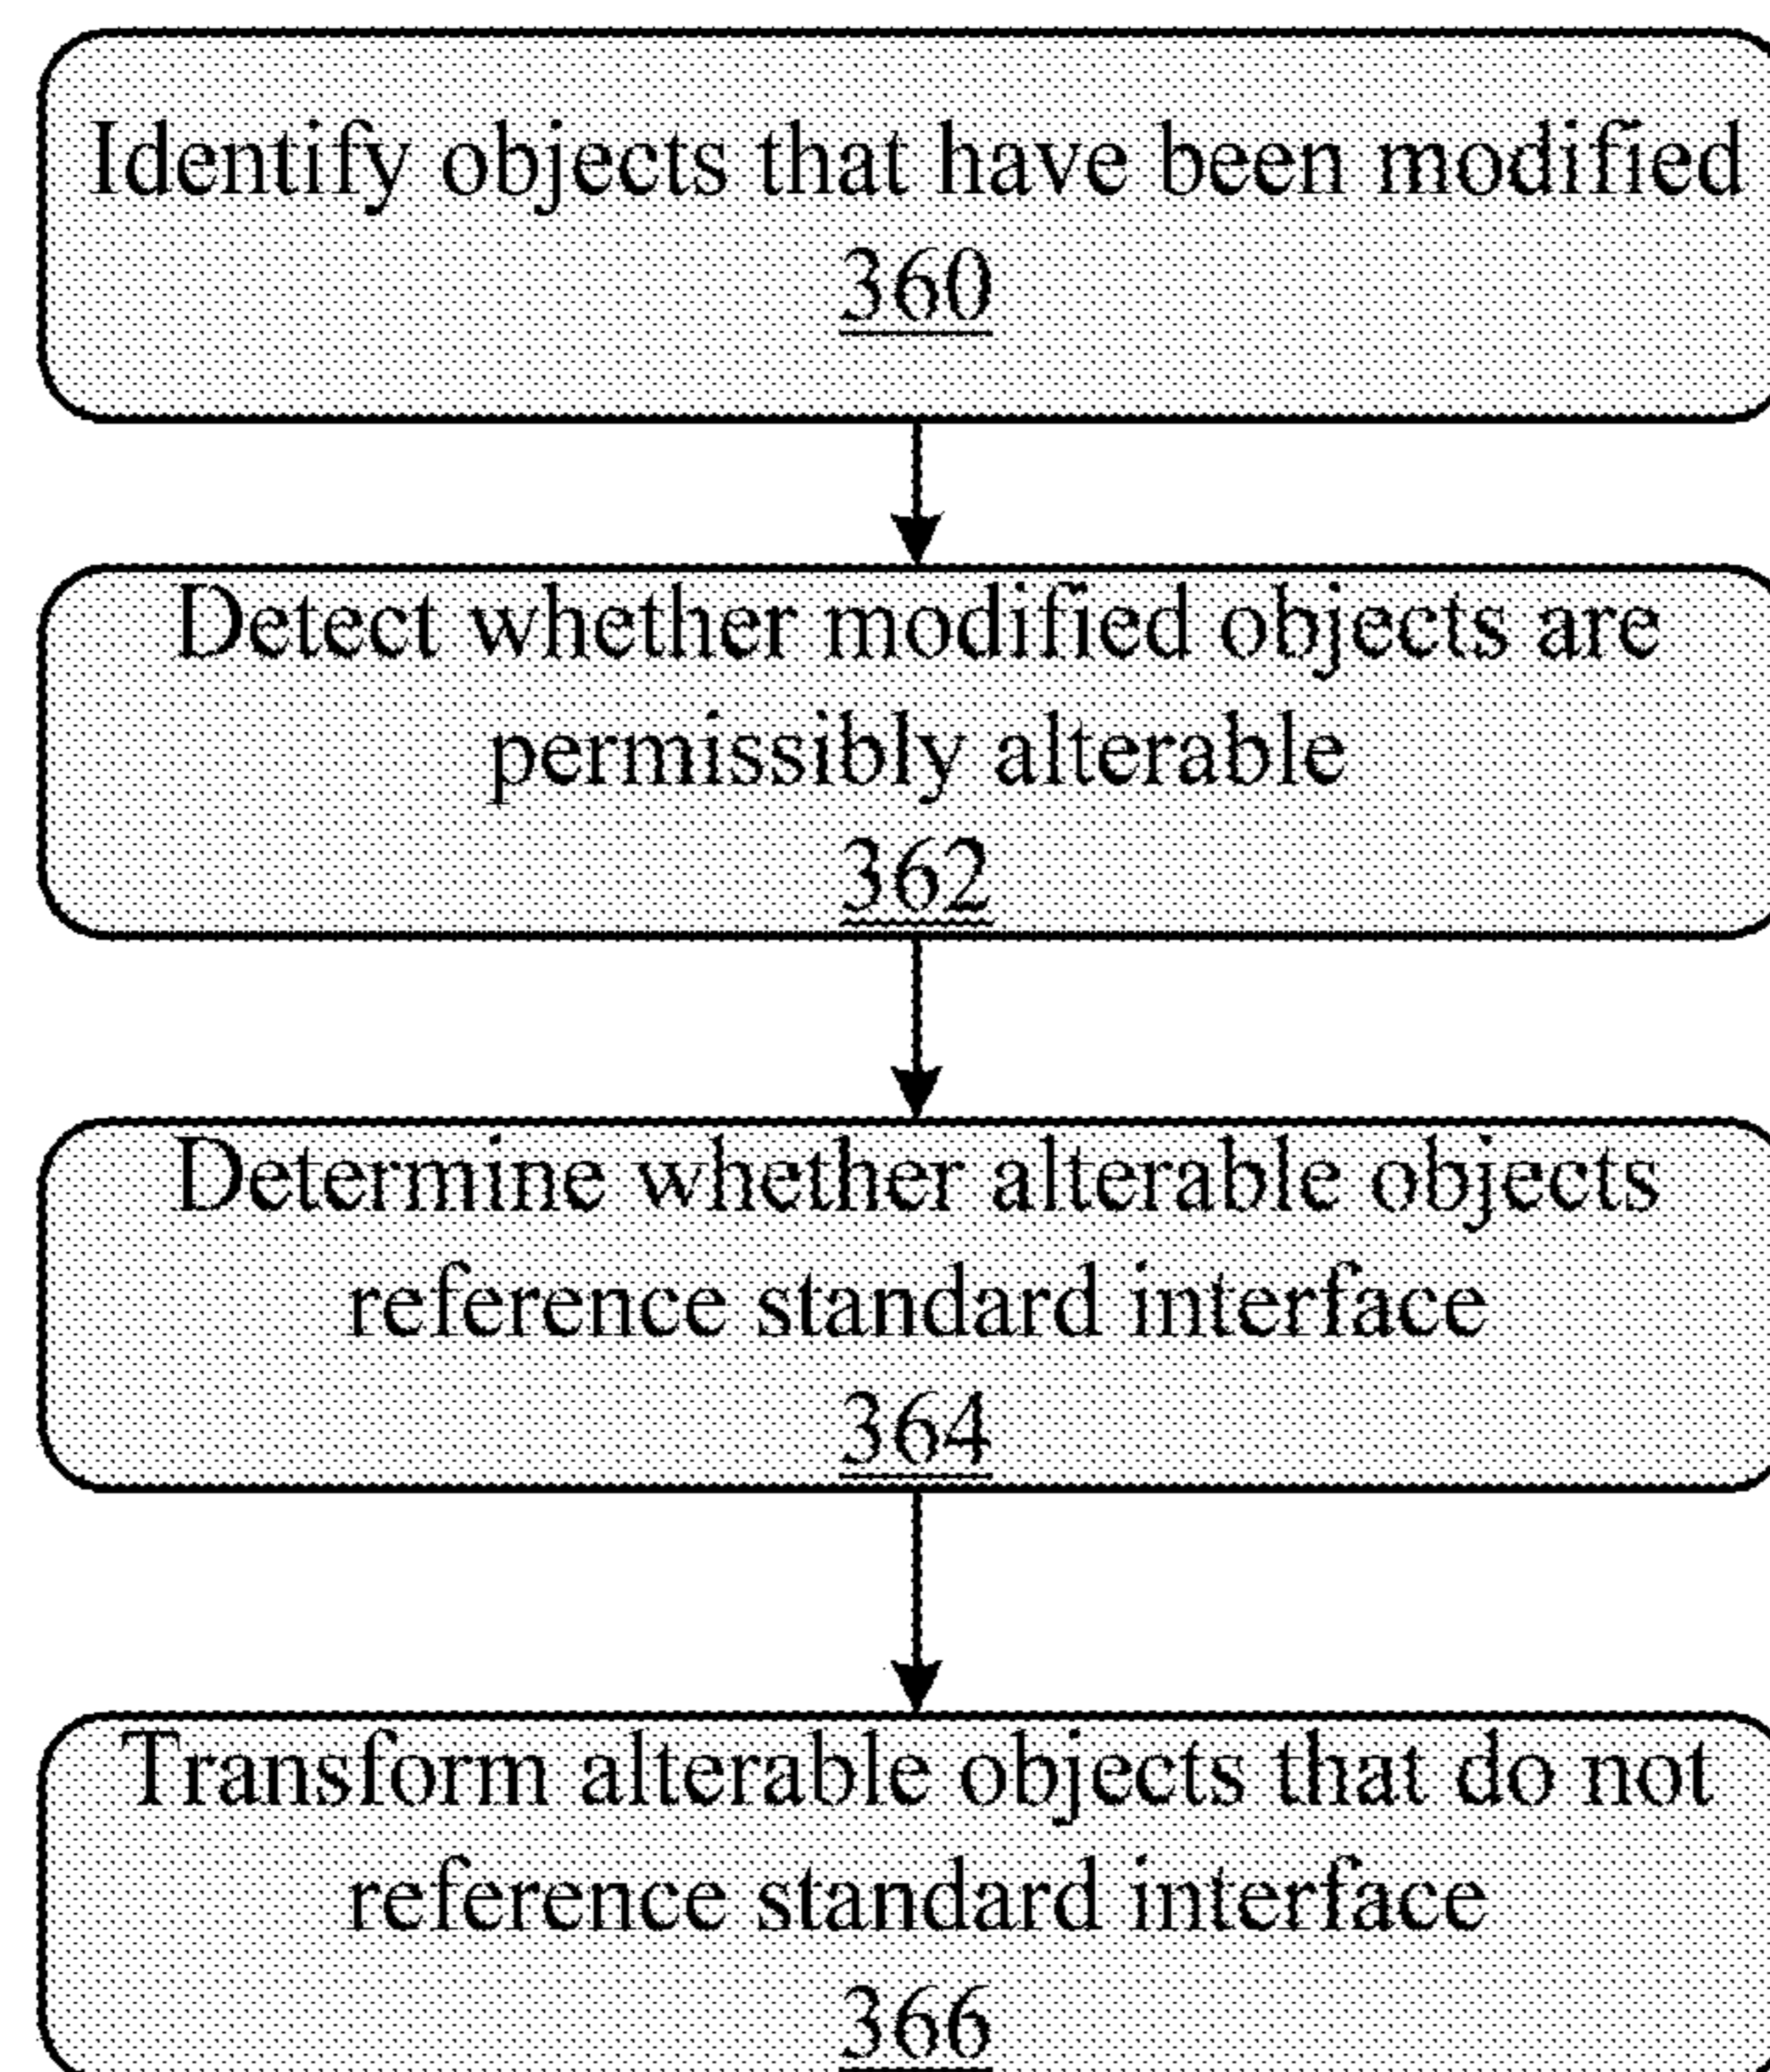 Identify objects that have been modified
360
Detect whether modified objects are
permissibly alterable
362
Determine whether alterable objects
reference standard interface
364
Transform alterable objects that do not
reference standard interface
366